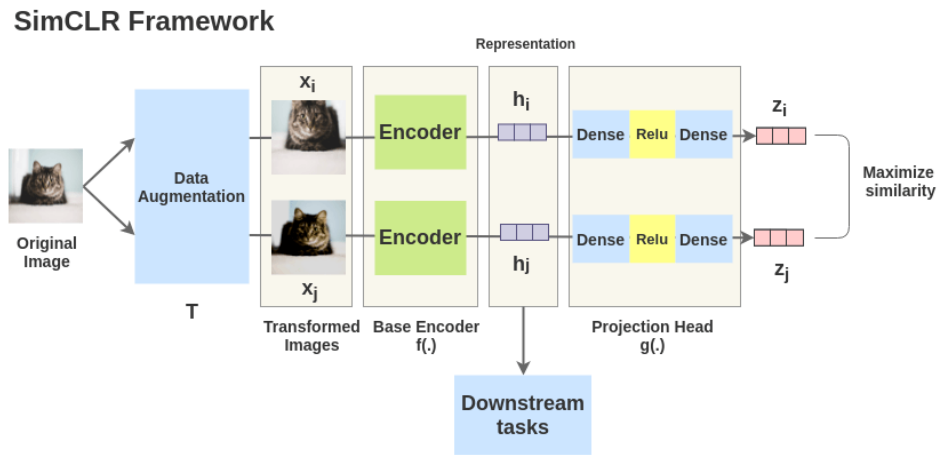 SimCLR Framework
Representation
xi
hi
zi
Encoder
Dense Relu Dense
Data
Augmentation
Maximize
similarity
Original
Image
Encoder
Dense Relu Dense
hj
zj
xj
T
Transformed
Images
Base Encoder
f(.)
Projection Head
g(.)
Downstream
tasks